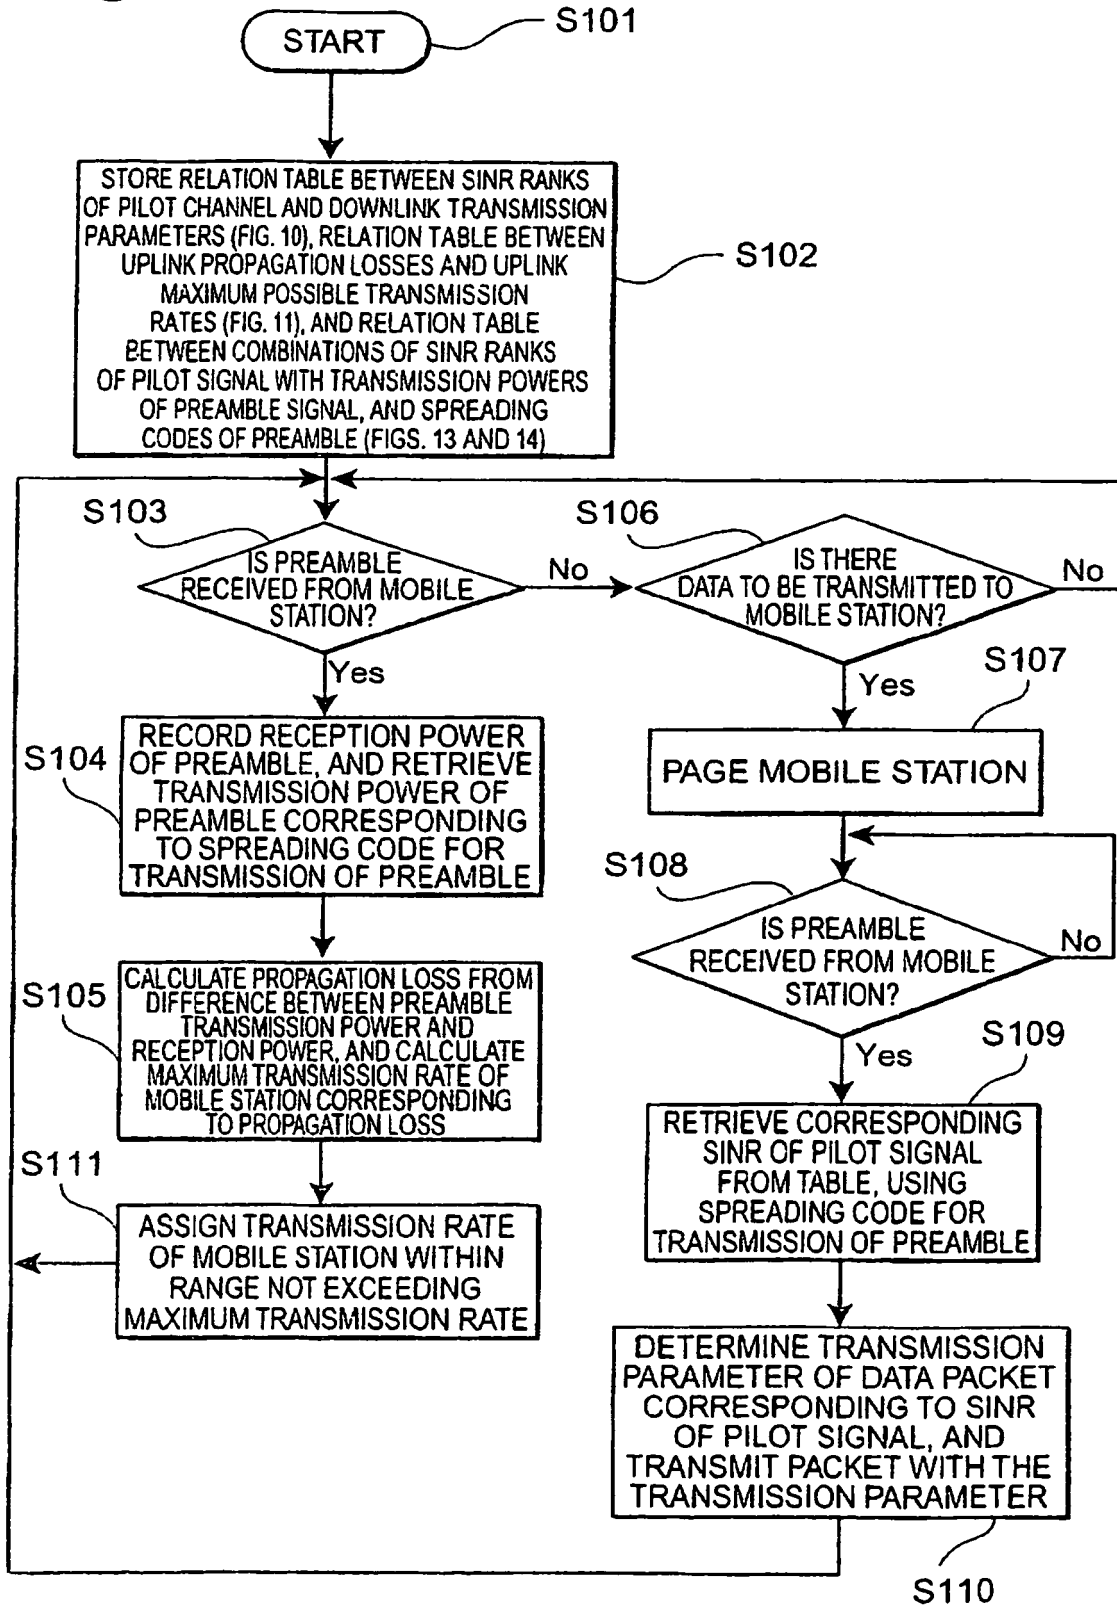 START
S101
STORE RELATION TABLE BETWEEN SINR RANKS
OF PILOT CHANNEL AND DOWNLINK TRANSMISSION
PARAMETERS (FIG. 10), RELATION TABLE BETWEEN
UPLINK PROPAGATION LOSSES AND UPLINK
MAXIMUM POSSIBLE TRANSMISSION
RATES (FIG. 11), AND RELATION TABLE
BETWEEN COMBINATIONS OF SINR RANKS
OF PILOT SIGNAL WITH TRANSMISSION POWERS
OF PREAMBLE SIGNAL, AND SPREADING
CODES OF PREAMBLE (FIGS. 13 AND 14)
S102
S103
IS PREAMBLE
RECEIVED FROM MOBILE
STATION?
No
Yes
S106
IS THERE
DATA TO BE TRANSMITTED TO
MOBILE STATION?
No
Yes
S104
RECORD RECEPTION POWER
OF PREAMBLE, AND RETRIEVE
TRANSMISSION POWER OF
PREAMBLE CORRESPONDING
TO SPREADING CODE FOR
TRANSMISSION OF PREAMBLE
S107
PAGE MOBILE STATION
S108
IS PREAMBLE
RECEIVED FROM MOBILE
STATION?
No
Yes
S105
CALCULATE PROPAGATION LOSS FROM
DIFFERENCE BETWEEN PREAMBLE
TRANSMISSION POWER AND
RECEPTION POWER, AND CALCULATE
MAXIMUM TRANSMISSION RATE OF
MOBILE STATION CORRESPONDING
TO PROPAGATION LOSS
S109
RETRIEVE CORRESPONDING
SINR OF PILOT SIGNAL
FROM TABLE, USING
SPREADING CODE FOR
TRANSMISSION OF PREAMBLE
S111
ASSIGN TRANSMISSION RATE
OF MOBILE STATION WITHIN
RANGE NOT EXCEEDING
MAXIMUM TRANSMISSION RATE
DETERMINE TRANSMISSION
PARAMETER OF DATA PACKET
CORRESPONDING TO SINR
OF PILOT SIGNAL, AND
TRANSMIT PACKET WITH THE
TRANSMISSION PARAMETER
S110